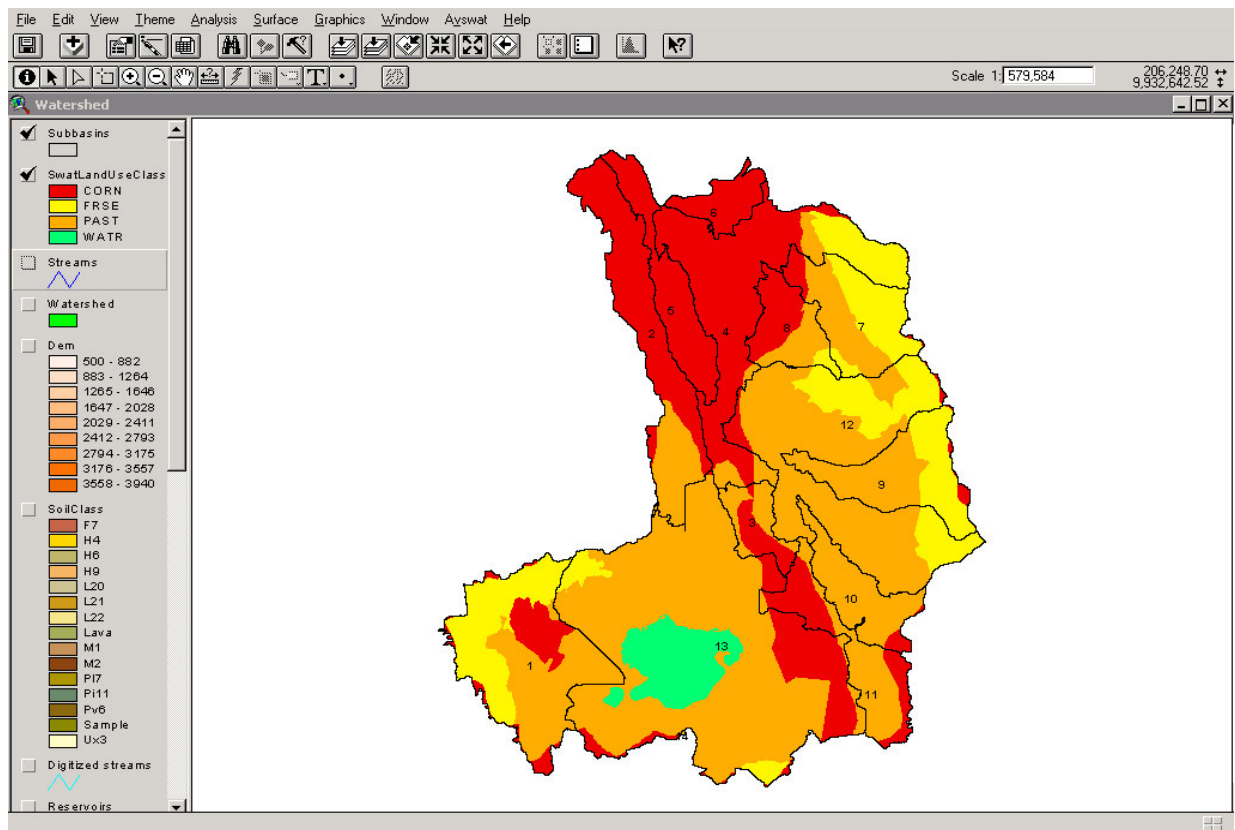 File Edit View Theme Analysis Surface Graphics Window Avswat Help
Scale 1: 579,584
206,248.70
9,932,642.52
Watershed
Subbasins
SwatLandUseClass
CORN
FRSE
PAST
WATR
Streams
Watershed
Dem
500 - 882
883 - 1264
1265 - 1646
1647 - 2028
2029 - 2411
2412 - 2793
2794 - 3175
3176 - 3557
3558 - 3940
SoilClass
F7
H4
H6
H9
L20
L21
L22
Lava
M1
M2
Pl7
Pi11
Pv6
Sample
Ux3
Digitized streams
Reservoirs
6
5
2
4
8
7
12
9
3
10
13
1
11